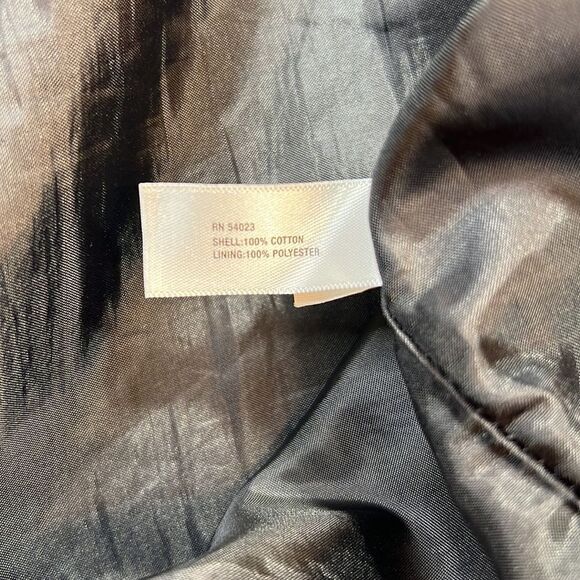 RN 54023
SHELL:100% COTTON
LINING:100% POLYESTER